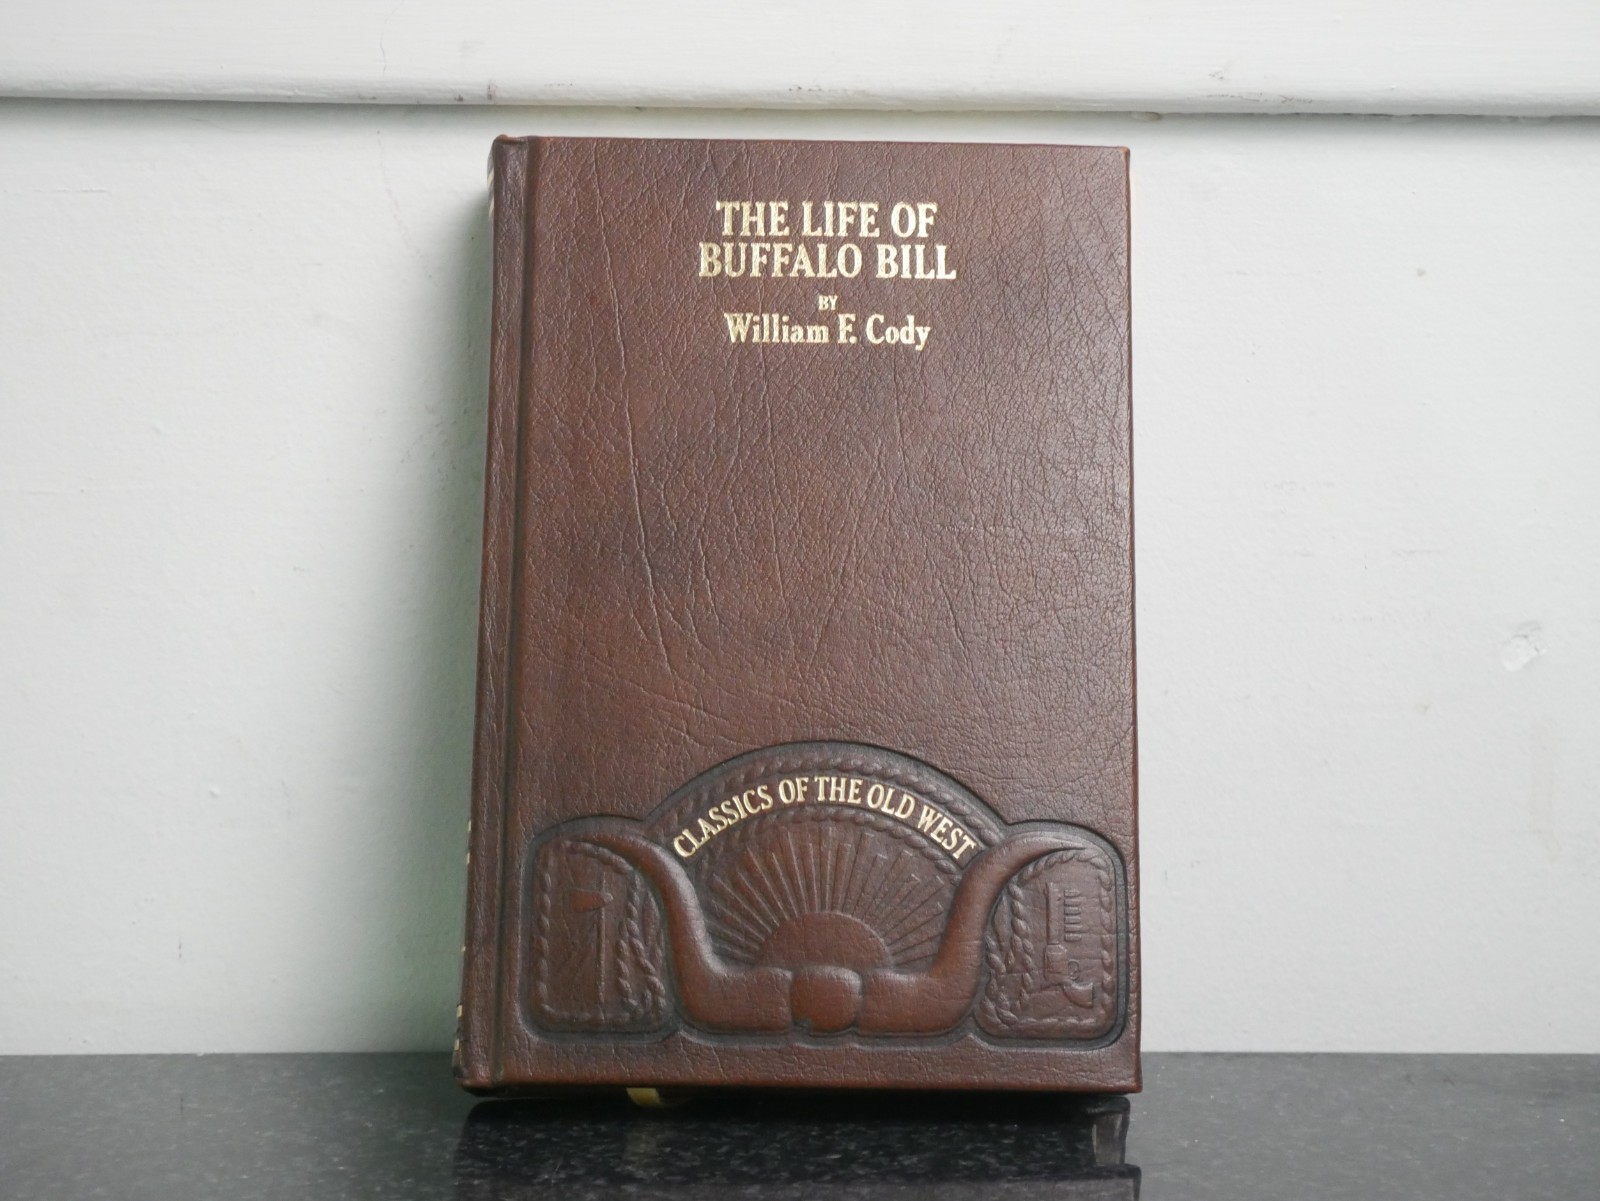 THE LIFE OF
BUFFALO BILL
BY
William F. Cody
CLASSICS OF THE OLD WEST